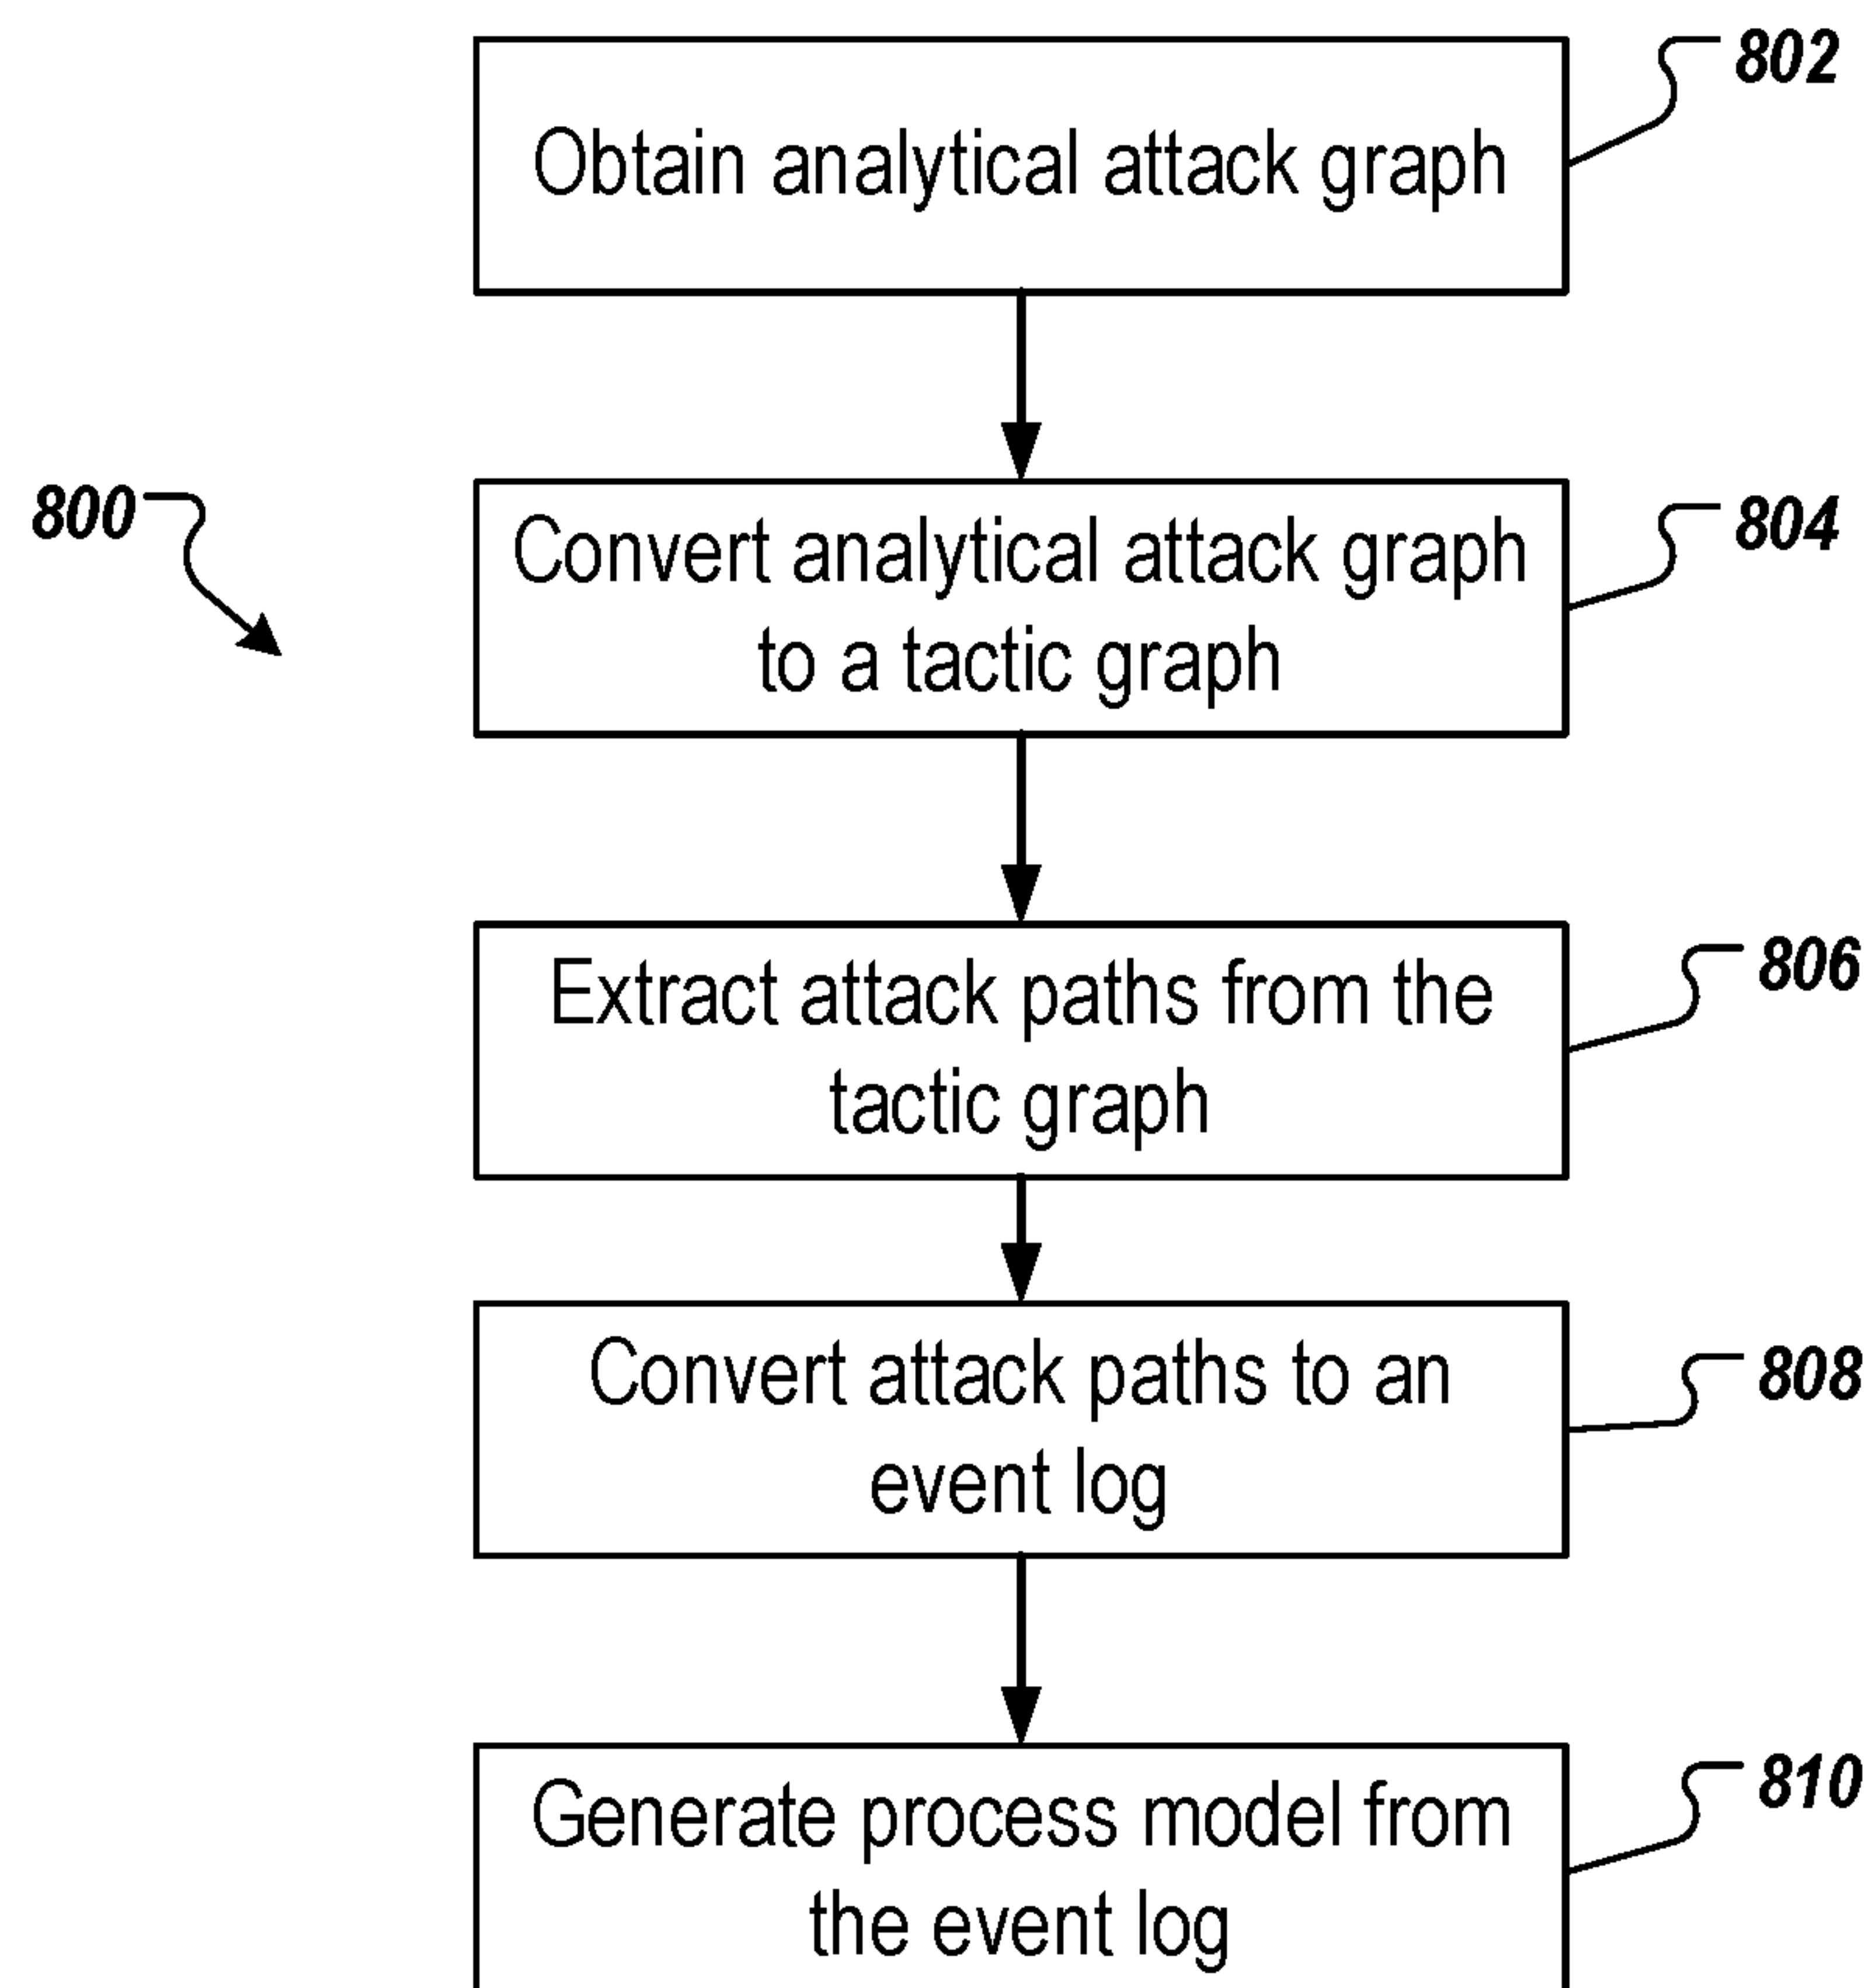 802
Obtain analytical attack graph
800
804
Convert analytical attack graph
to a tactic graph
806
Extract attack paths from the
tactic graph
808
Convert attack paths to an
event log
810
Generate process model from
the event log